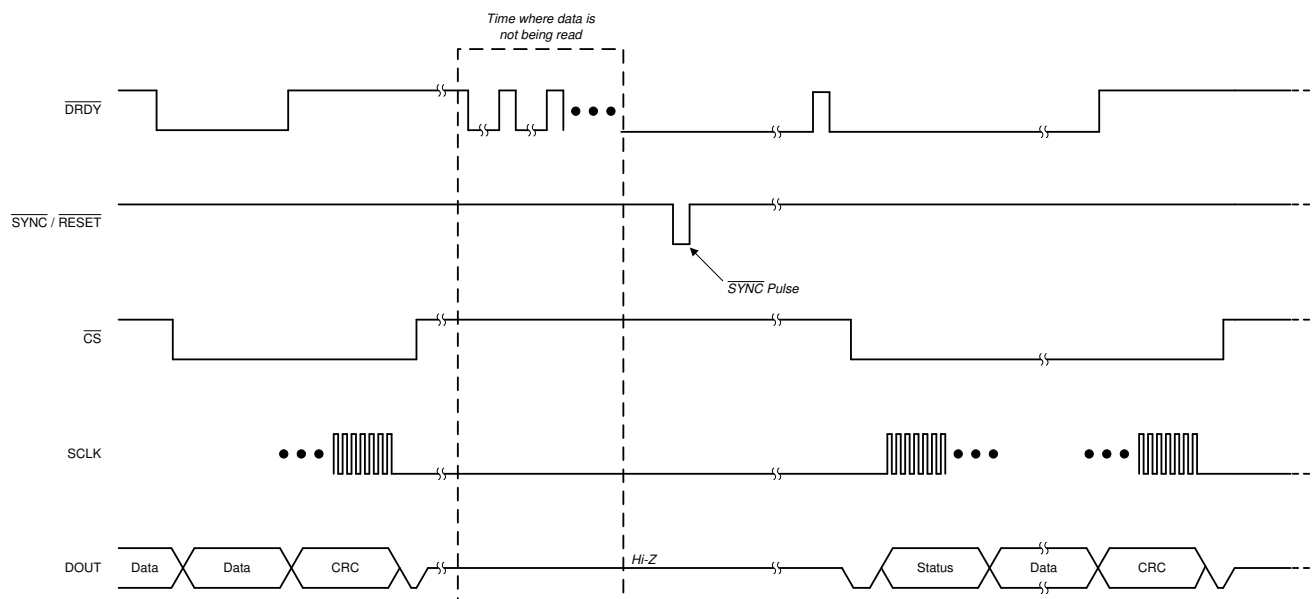 Time where data is
not being read
DRDY
SYNC / RESET
SYNC Pulse
CS
SCLK
DOUT
Data
Data
CRC
Hi-Z
Status
Data
CRC